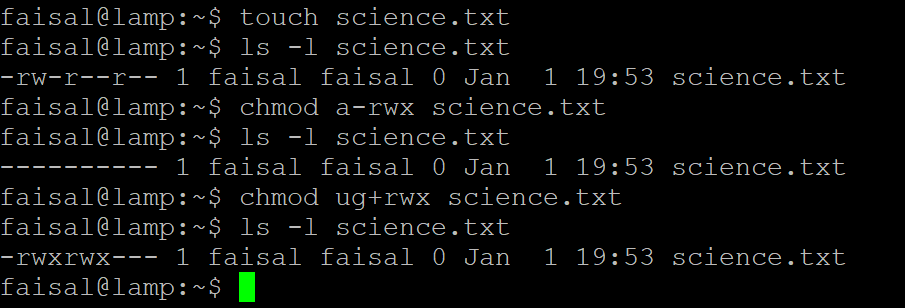 faisal@lamp:~$ touch science.txt
faisal@lamp:~$ ls -l science.txt
-rw-r--r-- 1 faisal faisal 0 Jan  1 19:53 science.txt
faisal@lamp:~$ chmod a-rwx science.txt
faisal@lamp:~$ ls -l science.txt
---------- 1 faisal faisal 0 Jan  1 19:53 science.txt
faisal@lamp:~$ chmod ug+rwx science.txt
faisal@lamp:~$ ls -l science.txt
-rwxrwx--- 1 faisal faisal 0 Jan  1 19:53 science.txt
faisal@lamp:~$